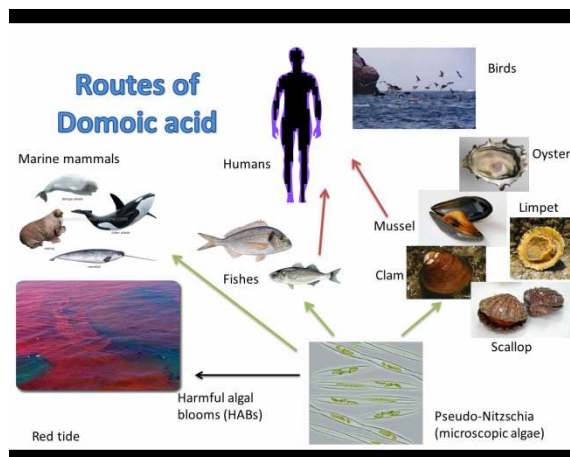 Routes of
Domoic acid
Birds
Marine mammals
Humans
Oyster
Mussel
Limpet
Fishes
Clam
Scallop
Harmful algal
blooms (HABs)
Pseudo-Nitzschia
(microscopic algae)
Red tide